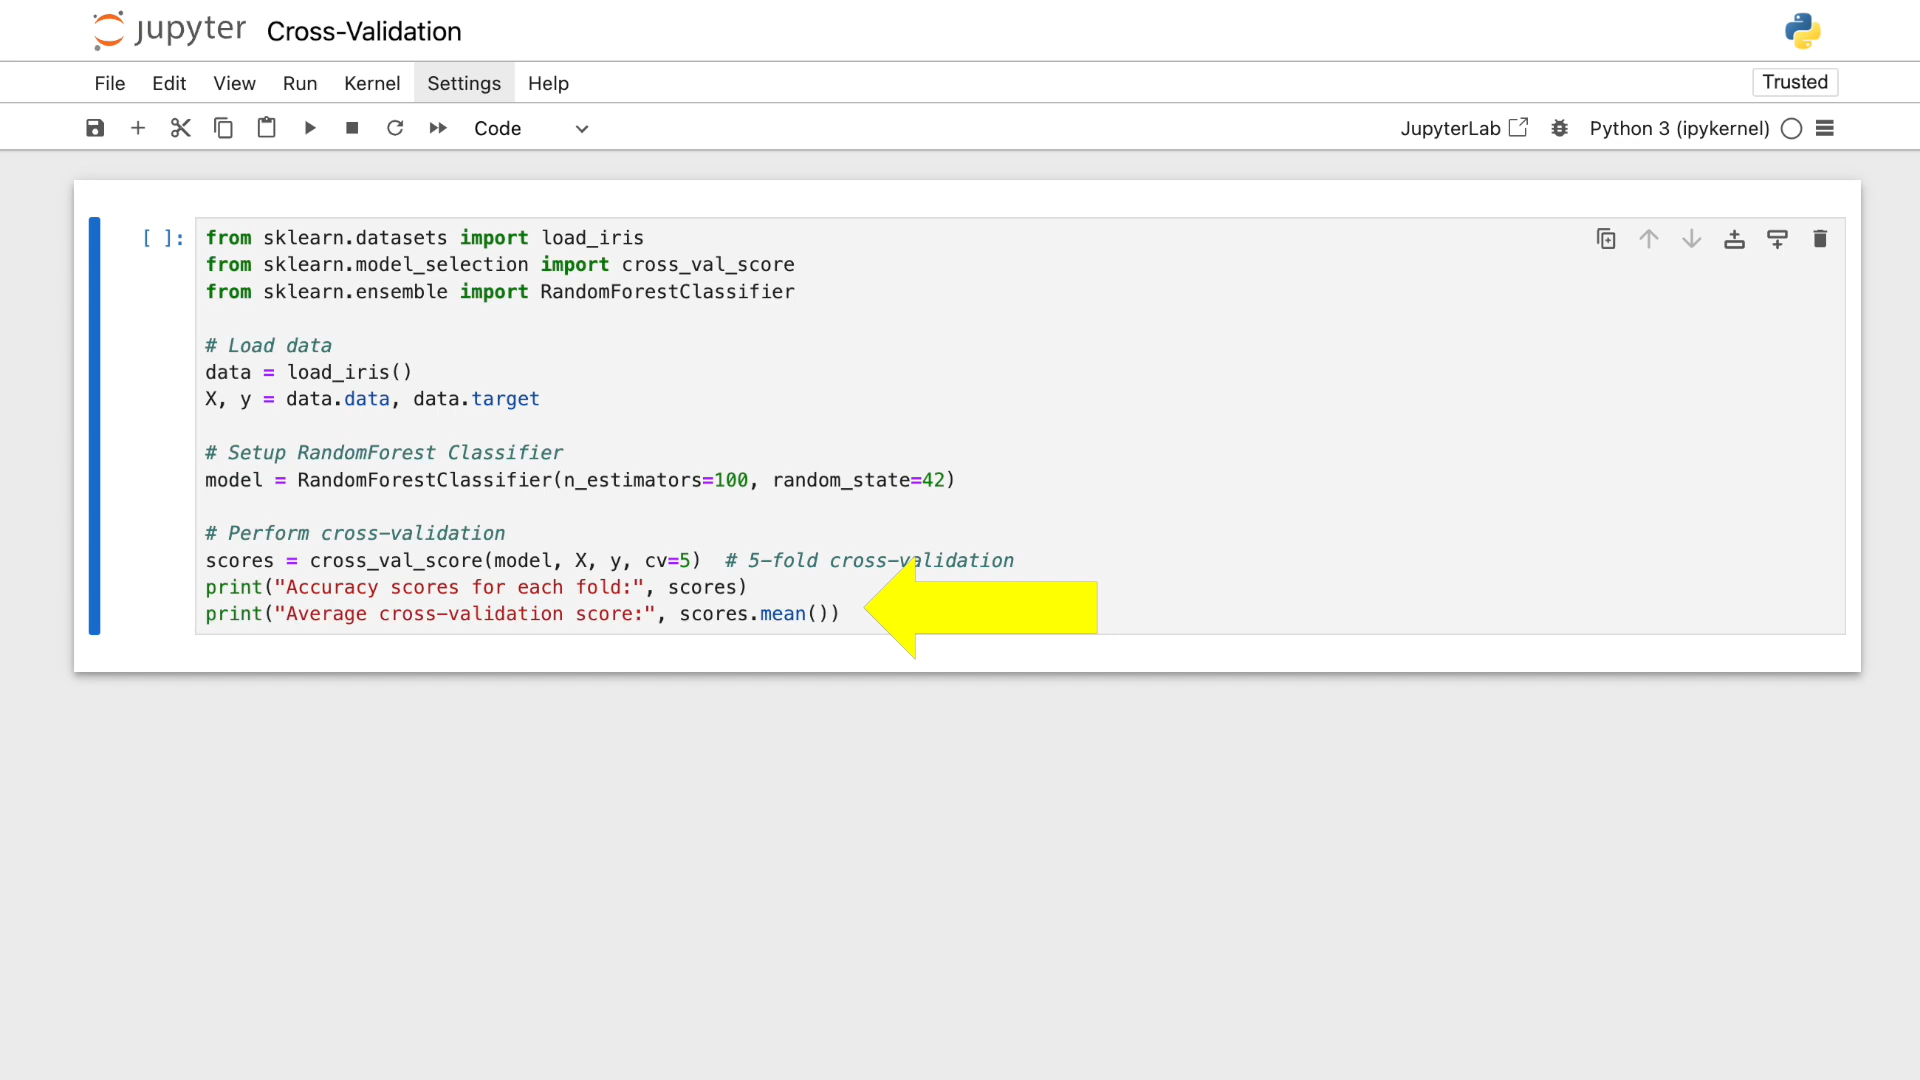 jupyter Cross-Validation
File Edit View Run Kernel Settings Help Trusted
Code JupyterLab Python 3 (ipykernel)
[ ]: from sklearn.datasets import load_iris
from sklearn.model_selection import cross_val_score
from sklearn.ensemble import RandomForestClassifier
# Load data
data = load_iris()
X, y = data.data, data.target
# Setup RandomForest Classifier
model = RandomForestClassifier(n_estimators=100, random_state=42)
# Perform cross-validation
scores = cross_val_score(model, X, y, cv=5)  # 5-fold cross-validation
print("Accuracy scores for each fold:", scores)
print("Average cross-validation score:", scores.mean())